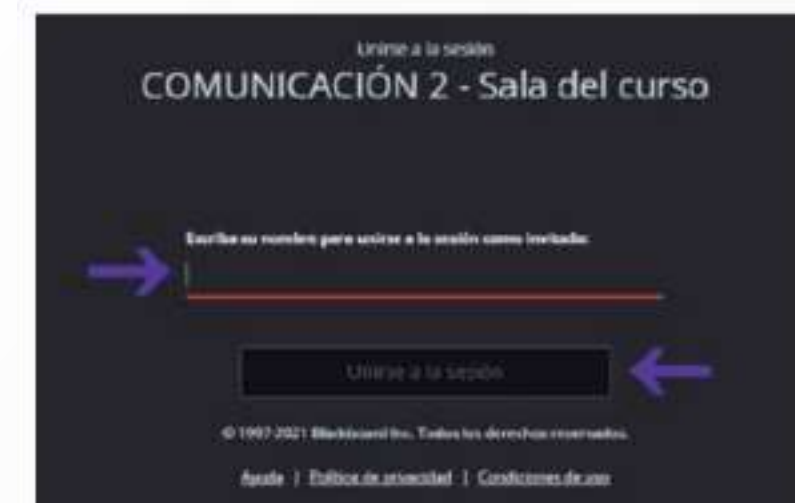 Unirse a la sesión
COMUNICACIÓN 2 - Sala del curso
Escriba su nombre para unirse a la sesión como invitado:
Unirse a la sesión
© 1997-2021 Blackboard Inc. Todos los derechos reservados.
Ayuda | Política de privacidad | Condiciones de uso